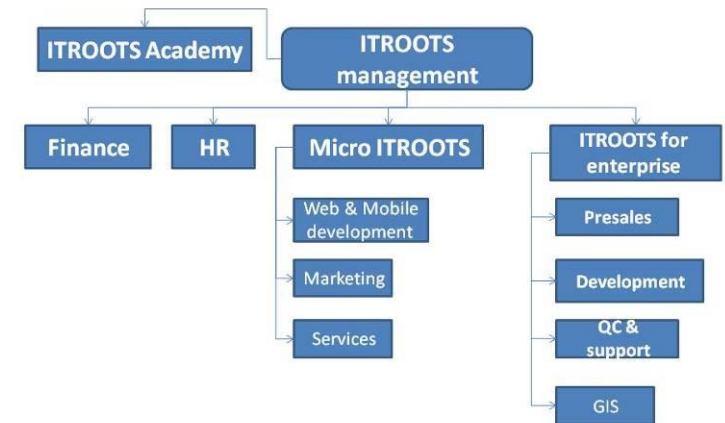 ITROOTS Academy
ITROOTS
management
Finance
HR
Micro ITROOTS
ITROOTS for
enterprise
Web & Mobile
development
Marketing
Services
Presales
Development
QC &
support
GIS